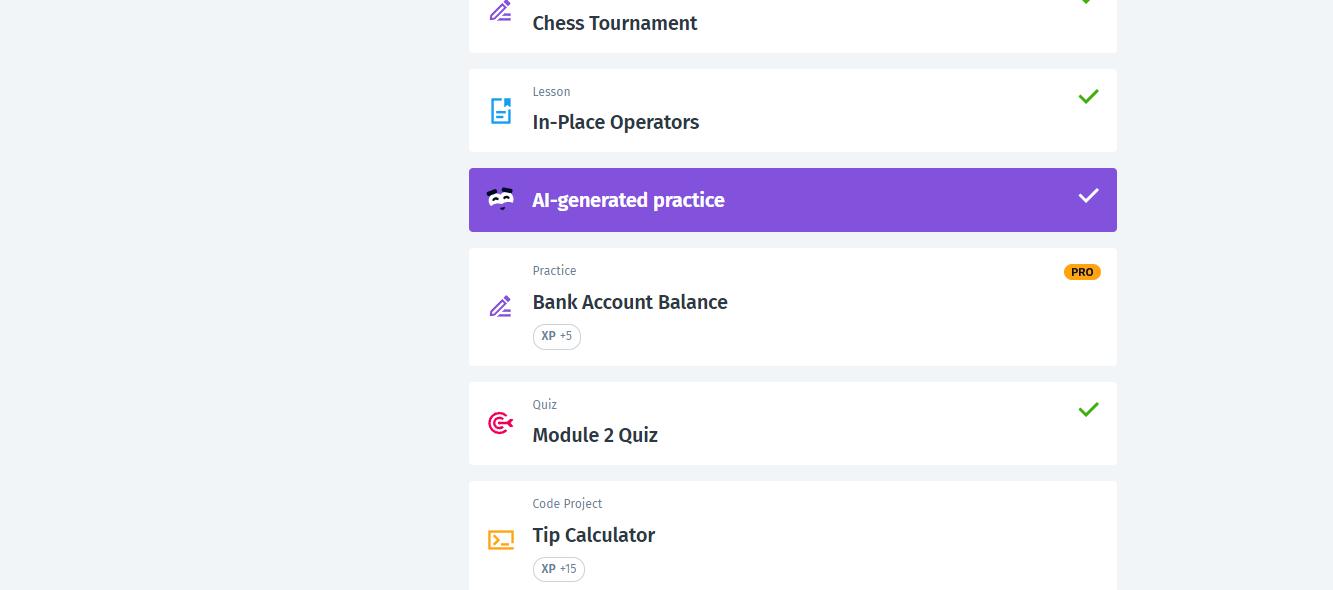 Chess Tournament
Lesson
In-Place Operators
AI-generated practice
Practice
PRO
Bank Account Balance
XP +5
Quiz
Module 2 Quiz
Code Project
Tip Calculator
XP +15